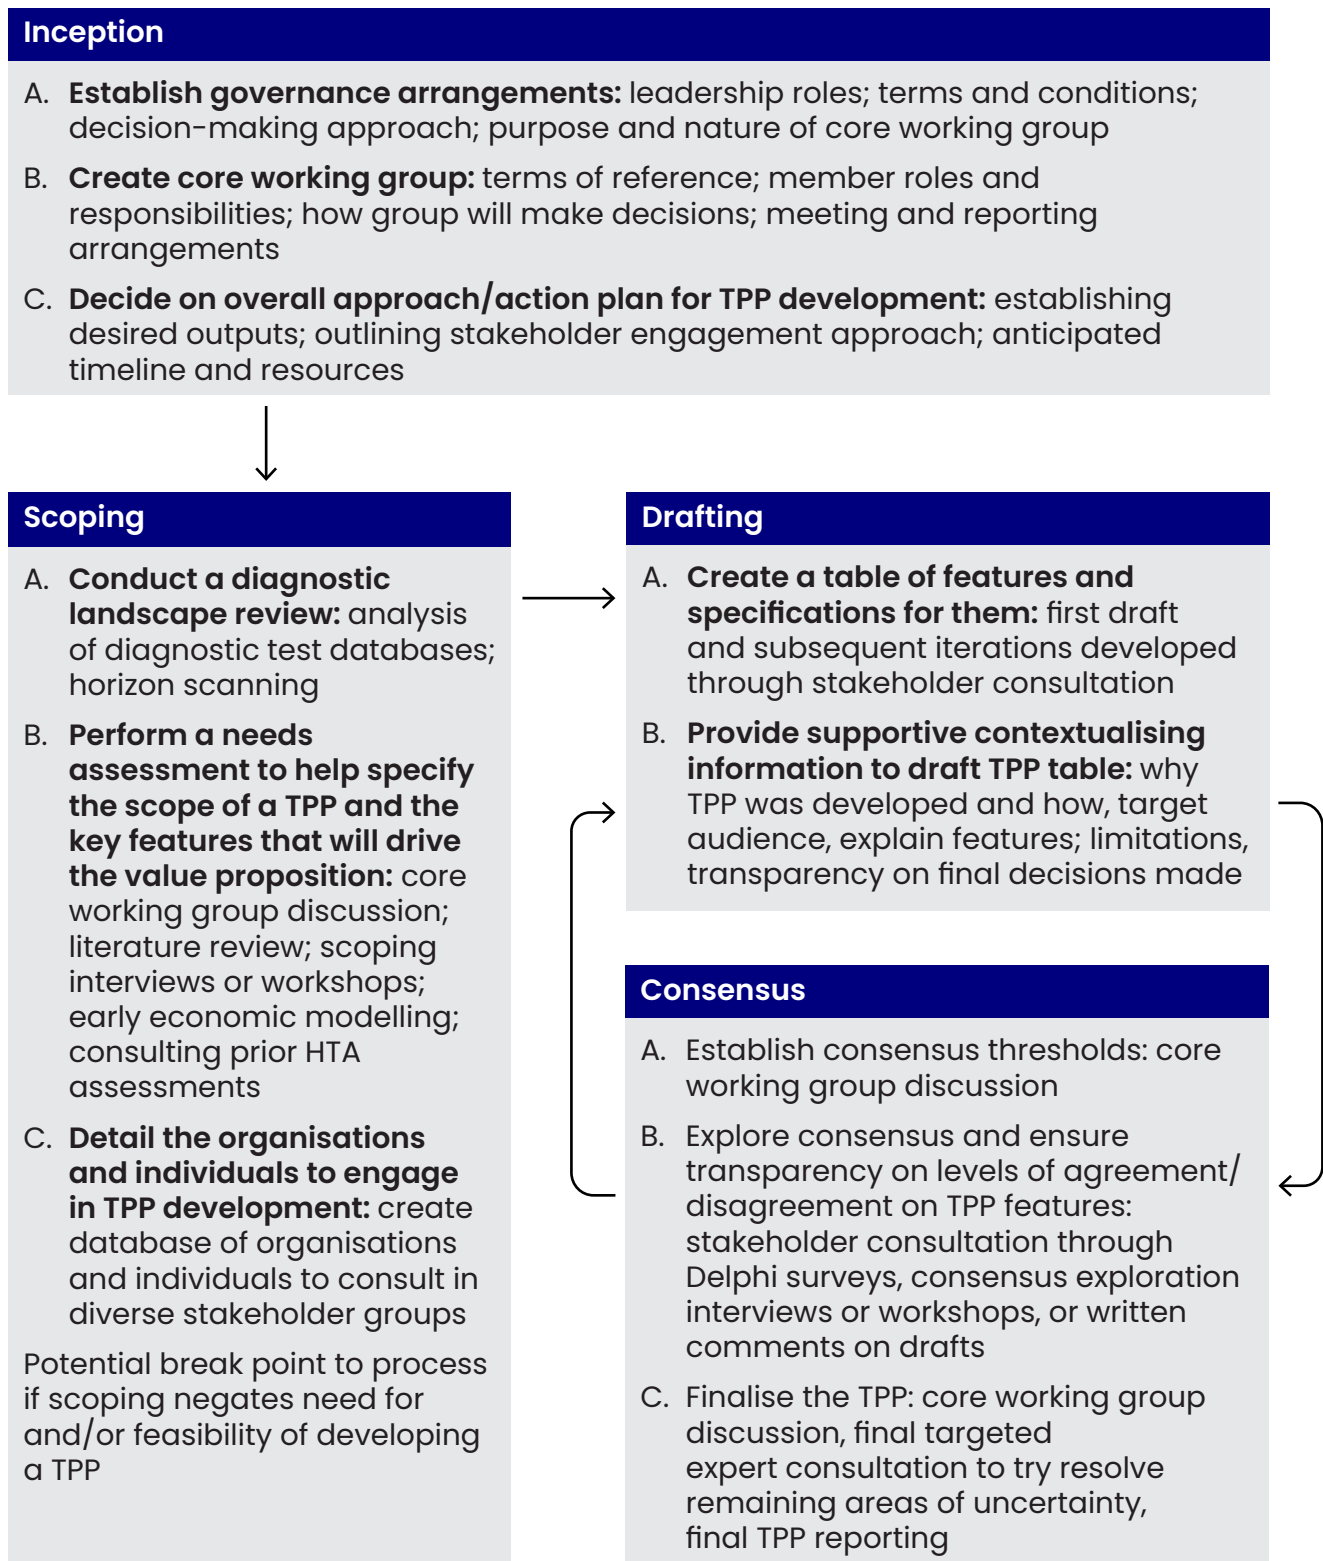 Inception
A. Establish governance arrangements: leadership roles; terms and conditions;
decision-making approach; purpose and nature of core working group
B. Create core working group: terms of reference; member roles and
responsibilities; how group will make decisions; meeting and reporting
arrangements
C. Decide on overall approach/action plan for TPP development: establishing
desired outputs; outlining stakeholder engagement approach; anticipated
timeline and resources
Scoping
A. Conduct a diagnostic
landscape review: analysis
of diagnostic test databases;
horizon scanning
B. Perform a needs
assessment to help specify
the scope of a TPP and the
key features that will drive
the value proposition: core
working group discussion;
literature review; scoping
interviews or workshops;
early economic modelling;
consulting prior HTA
assessments
C. Detail the organisations
and individuals to engage
in TPP development: create
database of organisations
and individuals to consult in
diverse stakeholder groups
Potential break point to process
if scoping negates need for
and/or feasibility of developing
a TPP
Drafting
A. Create a table of features and
specifications for them: first draft
and subsequent iterations developed
through stakeholder consultation
B. Provide supportive contextualising
information to draft TPP table: why
TPP was developed and how, target
audience, explain features; limitations,
transparency on final decisions made
Consensus
A. Establish consensus thresholds: core
working group discussion
B. Explore consensus and ensure
transparency on levels of agreement/
disagreement on TPP features:
stakeholder consultation through
Delphi surveys, consensus exploration
interviews or workshops, or written
comments on drafts
C. Finalise the TPP: core working group
discussion, final targeted
expert consultation to try resolve
remaining areas of uncertainty,
final TPP reporting